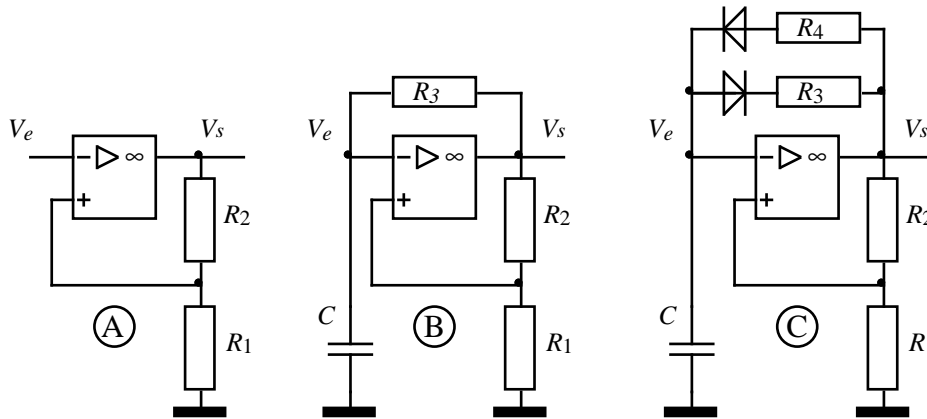 R4
R3
R3
Ve
Vs
Ve
Vs
Ve
Vs
− ▷ ∞
− ▷ ∞
− ▷ ∞
+
+
+
R2
R2
R2
C
C
A
B
C
R1
R1
R